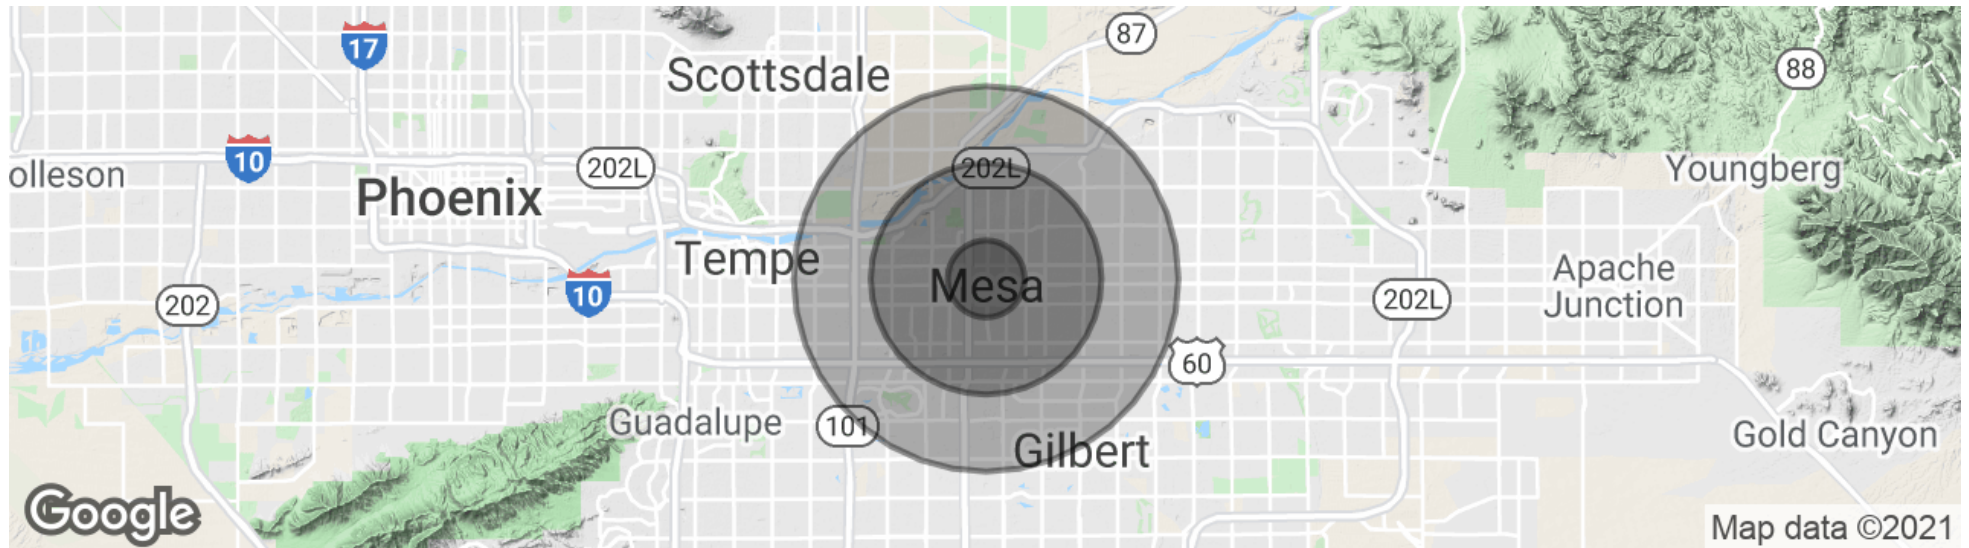 87
17
Scottsdale
88
10
202L
202L
olleson
Youngberg
Phoenix
Tempe
Mesa
Apache
Junction
10
202
202L
60
Guadalupe
101
Gilbert
Gold Canyon
Google
Map data ©2021